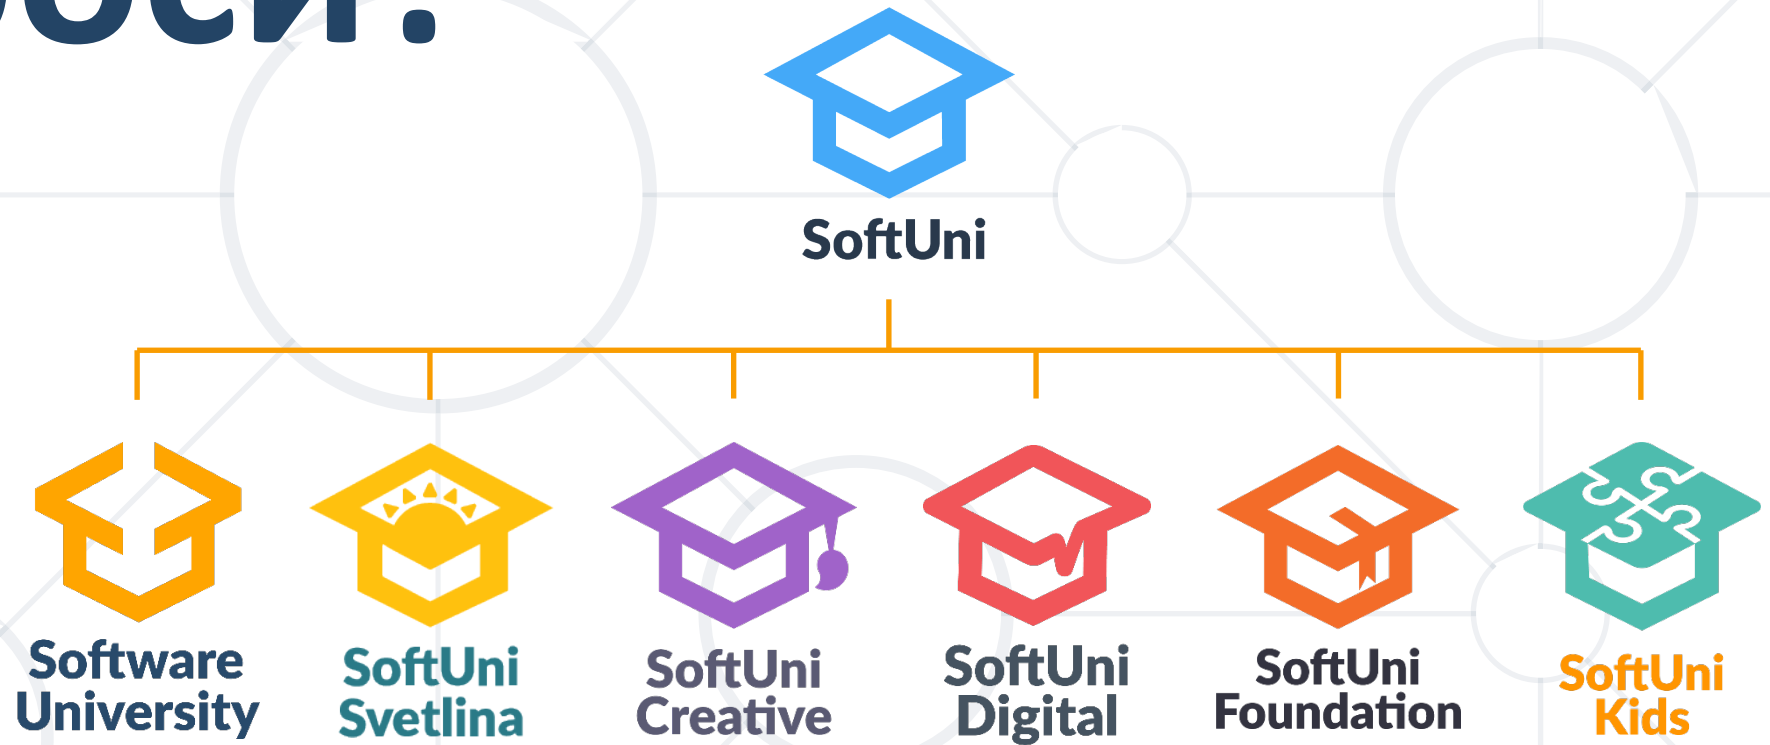 SoftUni
Software
University
SoftUni
Svetlina
SoftUni
Creative
SoftUni
Digital
SoftUni
Foundation
SoftUni
Kids